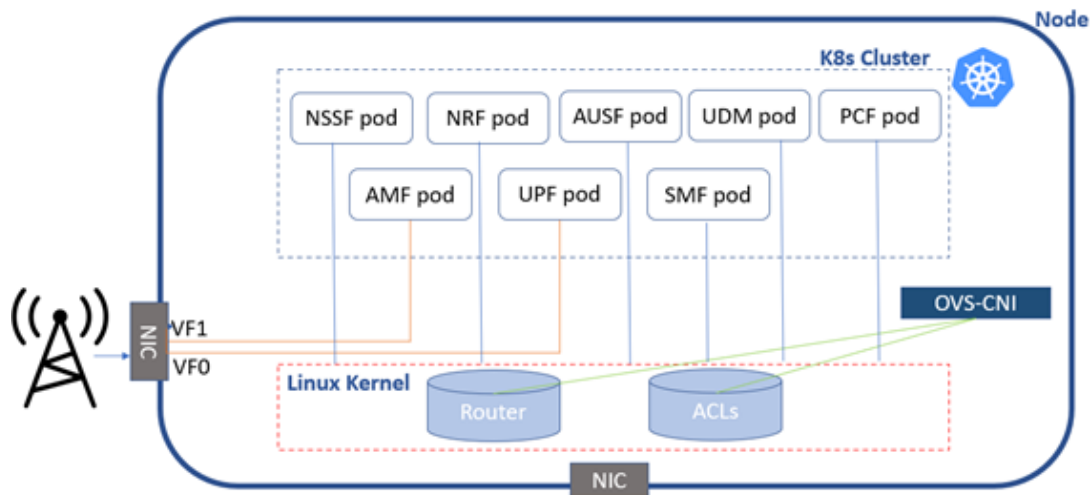 Node
K8s Cluster
NSSF pod
NRF pod
AUSF pod
UDM pod
PCF pod
AMF pod
UPF pod
SMF pod
OVS-CNI
NIC
VF1
VF0
Linux Kernel
Router
ACLs
NIC